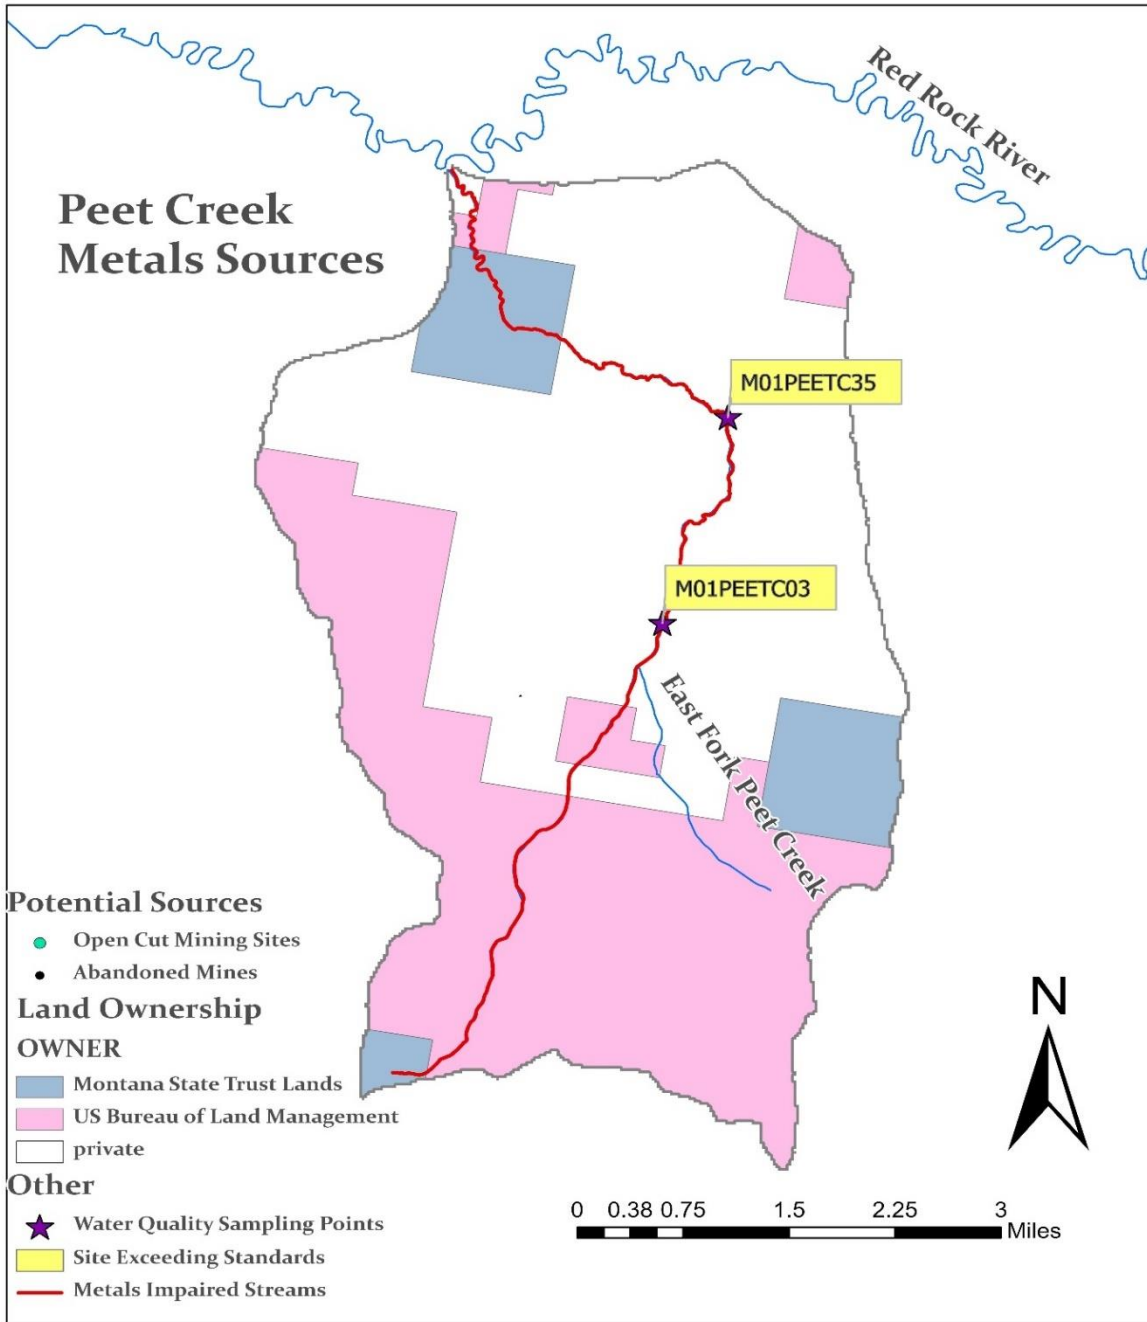 Red Rock River
Peet Creek
Metals Sources
M01PEETC35
M01PEETC03
East Fork Peet Creek
Potential Sources
Open Cut Mining Sites
Abandoned Mines
Land Ownership
OWNER
Montana State Trust Lands
US Bureau of Land Management
private
Other
Water Quality Sampling Points
Site Exceeding Standards
Metals Impaired Streams
N
0 0.38 0.75 1.5 2.25 3
Miles